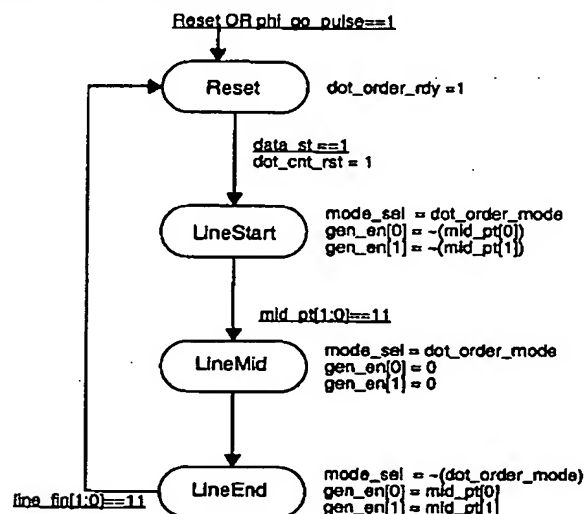 Reset OR phi_go_pulse==1
Reset
dot_order_rdy =1
data_st==1
dot_cnt_rst = 1
LineStart
mode_sel = dot_order_mode
gen_en[0] = ~(mid_pt[0])
gen_en[1] = ~(mid_pt[1])
mid_pt[1:0]==11
LineMid
mode_sel = dot_order_mode
gen_en[0] = 0
gen_en[1] = 0
LineEnd
mode_sel = ~(dot_order_mode)
gen_en[0] = mid_pt[0]
gen_en[1] = mid_pt[1]
line_fin[1:0]==11